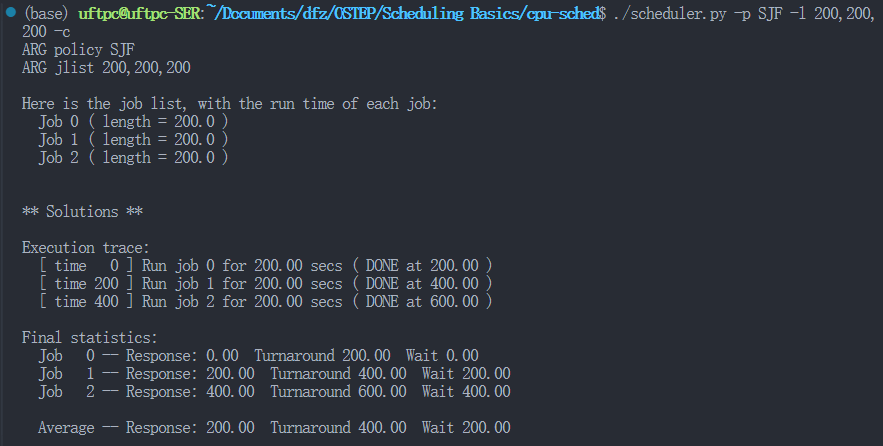 (base) uftpc@uftpc-SER:~/Documents/dfz/OSTEP/Scheduling Basics/cpu-sched$ ./scheduler.py -p SJF -l 200,200,
200 -c
ARG policy SJF
ARG jlist 200,200,200
Here is the job list, with the run time of each job:
Job 0 ( length = 200.0 )
Job 1 ( length = 200.0 )
Job 2 ( length = 200.0 )
** Solutions **
Execution trace:
[ time   0 ] Run job 0 for 200.00 secs ( DONE at 200.00 )
[ time 200 ] Run job 1 for 200.00 secs ( DONE at 400.00 )
[ time 400 ] Run job 2 for 200.00 secs ( DONE at 600.00 )
Final statistics:
Job   0 -- Response: 0.00  Turnaround 200.00  Wait 0.00
Job   1 -- Response: 200.00  Turnaround 400.00  Wait 200.00
Job   2 -- Response: 400.00  Turnaround 600.00  Wait 400.00
Average -- Response: 200.00  Turnaround 400.00  Wait 200.00